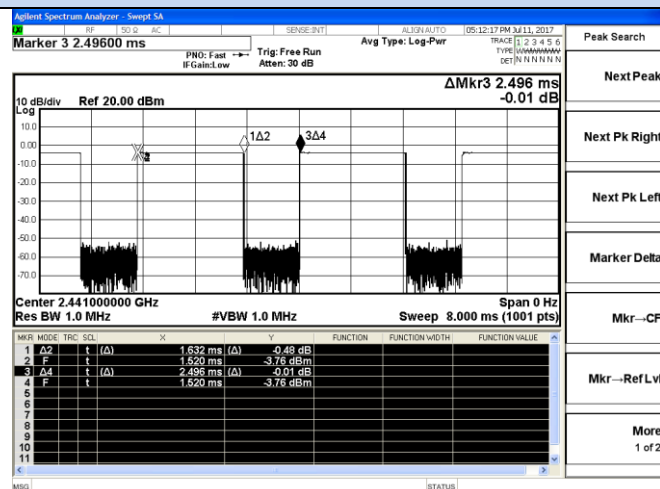 Agilent Spectrum Analyzer - Swept SA
RF 50 Ω AC SENSE:INT ALIGN AUTO 05:12:17 PM Jul 11, 2017
Marker 3 2.49600 ms
PNO: Fast
IFGain:Low
Trig: Free Run
Atten: 30 dB
Avg Type: Log-Pwr
TRACE 1 2 3 4 5 6
TYPE
DET N N N N N N
ΔMkr3 2.496 ms
-0.01 dB
10 dB/div Ref 20.00 dBm
Log
10.0
0.00
-10.0
-20.0
-30.0
-40.0
-50.0
-60.0
-70.0
1Δ2
3Δ4
Center 2.441000000 GHz Span 0 Hz
Res BW 1.0 MHz #VBW 1.0 MHz Sweep 8.000 ms (1001 pts)
MKR MODE TRC SCL X Y FUNCTION FUNCTION WIDTH FUNCTION VALUE
1 Δ2 t (Δ) 1.632 ms (Δ) -0.48 dB
2 F t 1.520 ms -3.76 dBm
3 Δ4 t (Δ) 2.496 ms (Δ) -0.01 dB
4 F t 1.520 ms -3.76 dBm
5
6
7
8
9
10
11
MSG STATUS
Peak Search
Next Peak
Next Pk Right
Next Pk Left
Marker Delta
Mkr→CF
Mkr→Ref Lvl
More
1 of 2